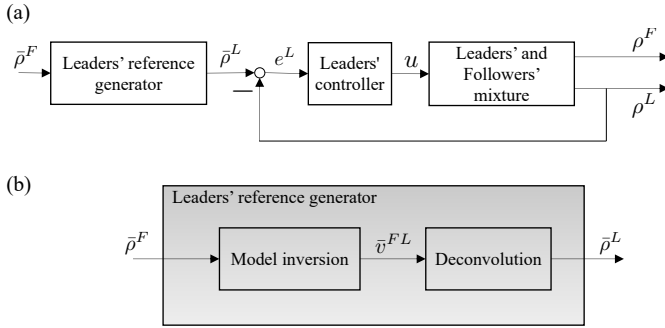 (a)
ρ̄^F
Leaders' reference
generator
ρ̄^L
e^L
Leaders'
controller
u
Leaders' and
Followers'
mixture
ρ^F
ρ^L
−
(b)
Leaders' reference generator
ρ̄^F
Model inversion
v̄^{FL}
Deconvolution
ρ̄^L